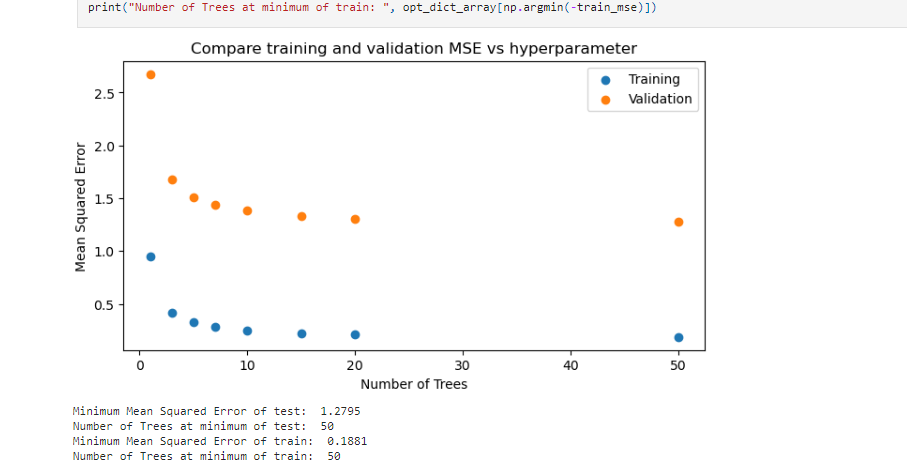 print("Number of Trees at minimum of train: ", opt_dict_array[np.argmin(-train_mse)])
Compare training and validation MSE vs hyperparameter
Training
Validation
Mean Squared Error
2.5
2.0
1.5
1.0
0.5
0 10 20 30 40 50
Number of Trees
Minimum Mean Squared Error of test:  1.2795
Number of Trees at minimum of test:  50
Minimum Mean Squared Error of train:  0.1881
Number of Trees at minimum of train:  50